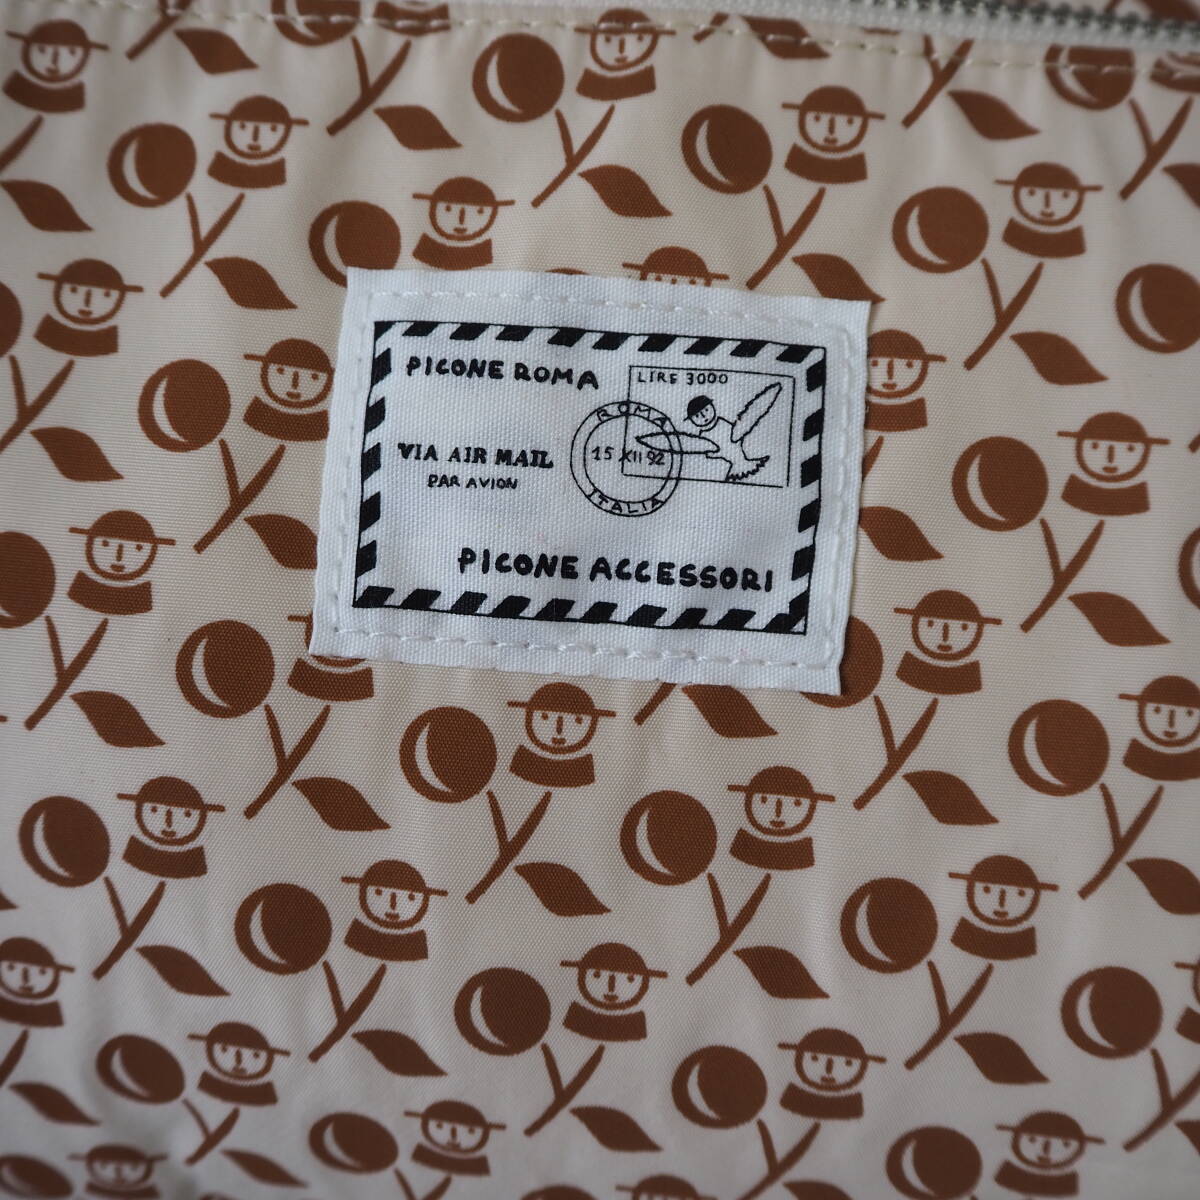 PICONE ROMA
LIRE 3000
ROMA
15 XII 92
ITALIA
VIA AIR MAIL
PAR AVION
PICONE ACCESSORI